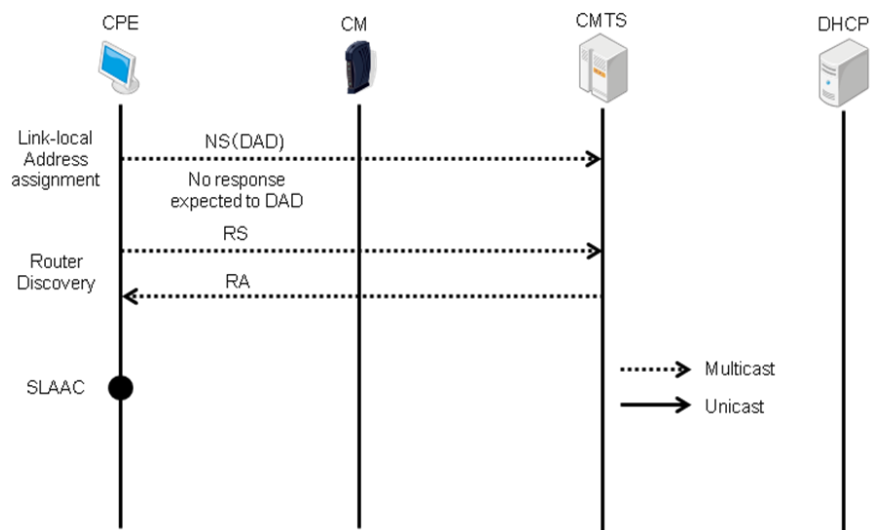 CPE
CM
CMTS
DHCP
Link-local
Address
assignment
NS(DAD)
No response
expected to DAD
RS
Router
Discovery
RA
SLAAC
Multicast
Unicast